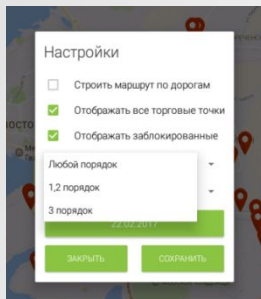 Настройки
Строить маршрут по дорогам
Отображать все торговые точки
Отображать заблокированные
Любой порядок
1,2 порядок
3 порядок
22.02.2017
ЗАКРЫТЬ
СОХРАНИТЬ